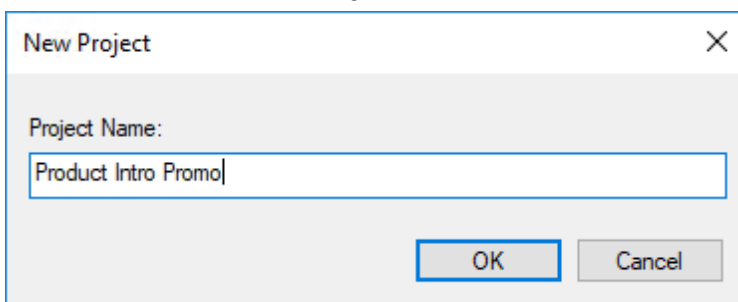 New Project
Project Name:
Product Intro Promo
OK Cancel